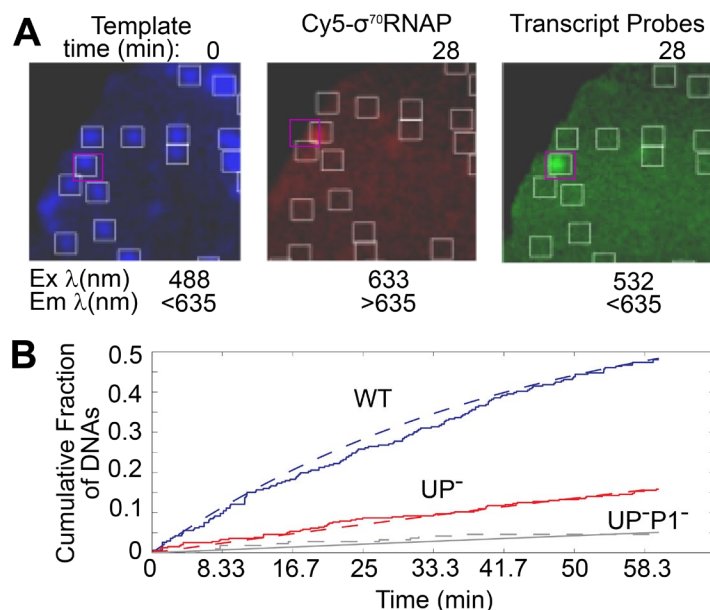 A
Template Cy5-σ⁷⁰RNAP Transcript Probes
time (min): 0 28 28
Ex λ(nm) 488 633 532
Em λ(nm) <635 >635 <635
B
Cumulative Fraction
of DNAs
0.5
0.4
0.3
0.2
0.1
0
WT
UP⁻
UP⁻P1⁻
0 8.33 16.7 25 33.3 41.7 50 58.3
Time (min)